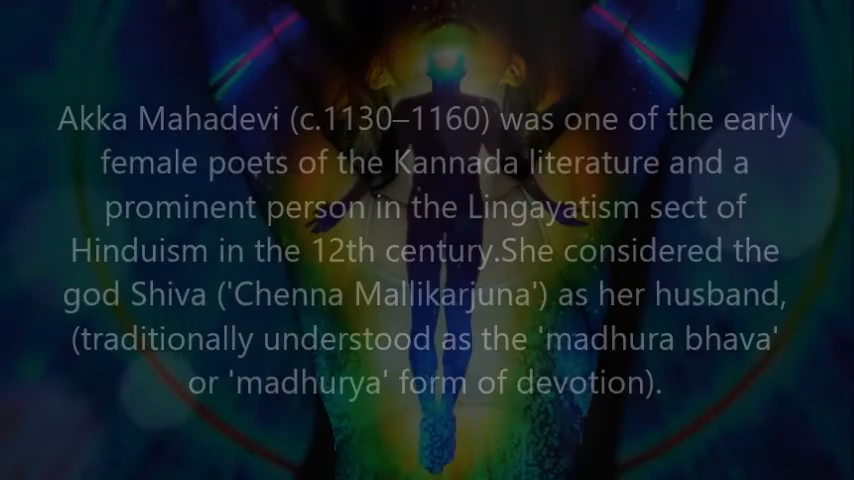 Akka Mahadevi (c.1130–1160) was one of the early
female poets of the Kannada literature and a
prominent person in the Lingayatism sect of
Hinduism in the 12th century.She considered the
god Shiva ('Chenna Mallikarjuna') as her husband,
(traditionally understood as the 'madhura bhava'
or 'madhurya' form of devotion).